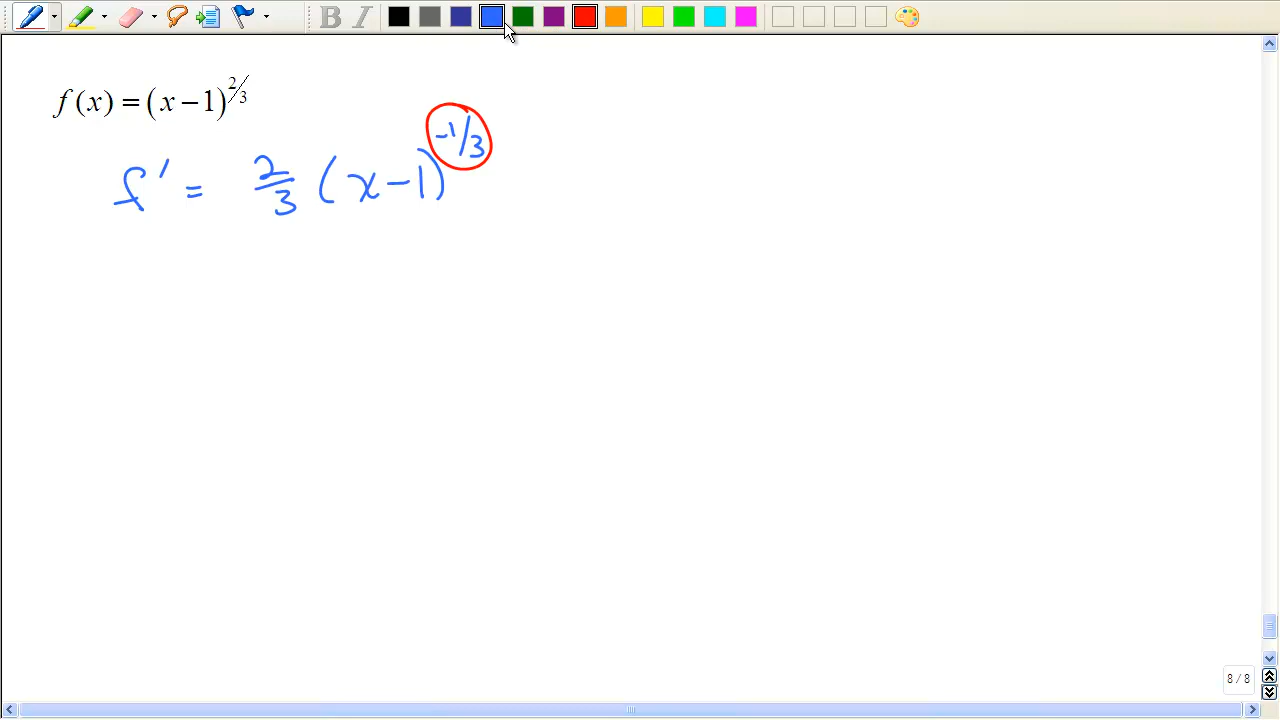 B I
f(x) = (x-1)^{2/3}
f' = 2/3 (x-1)^{-1/3}
8/8